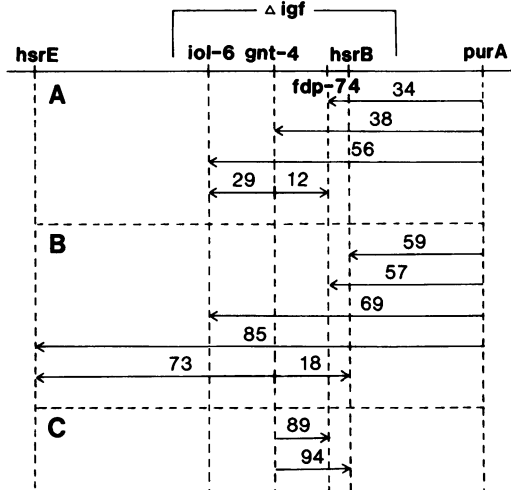 Δ igf
hsrE iol-6 gnt-4 hsrB purA
fdp-74
A 34
38
56
29 12
B 59
57
69
85
73 18
C 89
94